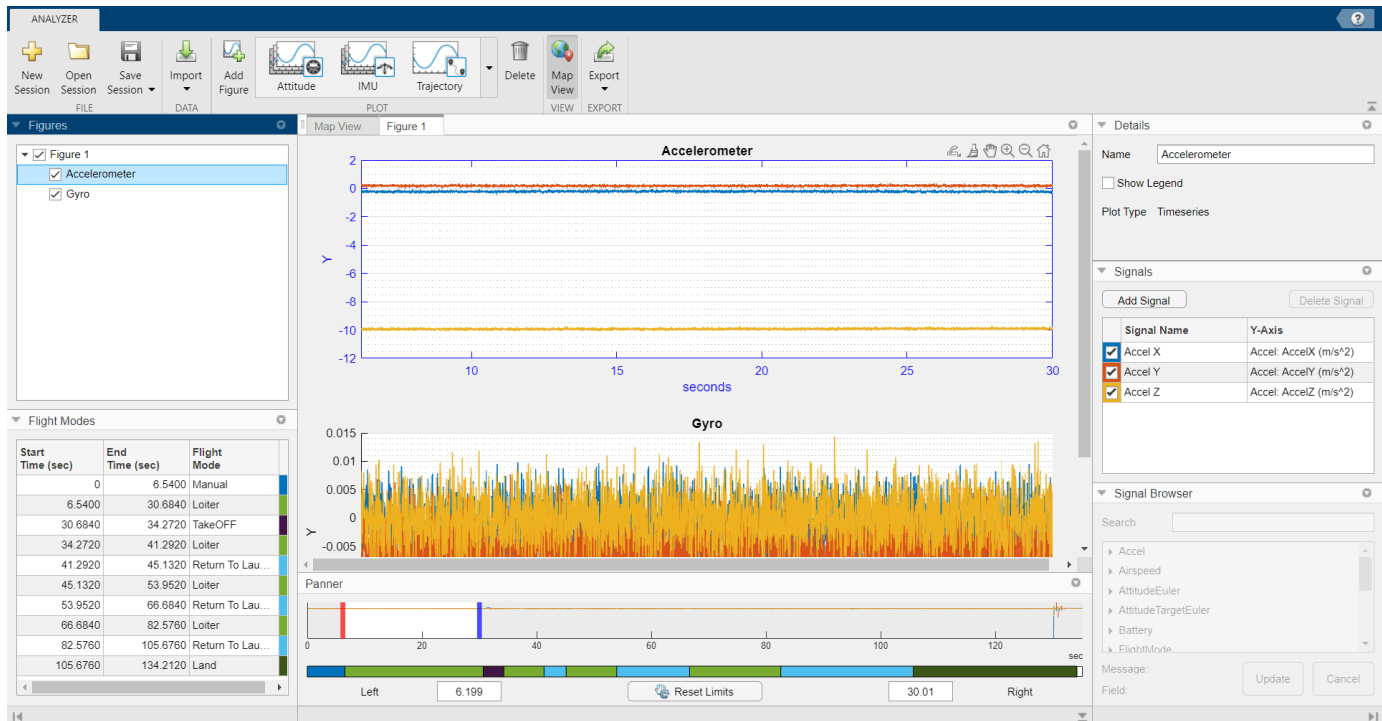 ANALYZER
?
New Session
Open Session
Save Session
Import
Add Figure
Attitude
IMU
Trajectory
Delete
Map View
Export
FILE
DATA
PLOT
VIEW
EXPORT
Figures
Figure 1
Accelerometer
Gyro
Flight Modes
Start Time (sec) End Time (sec) Flight Mode
0 6.5400 Manual
6.5400 30.6840 Loiter
30.6840 34.2720 TakeOFF
34.2720 41.2920 Loiter
41.2920 45.1320 Return To Lau...
45.1320 53.9520 Loiter
53.9520 66.6840 Return To Lau...
66.6840 82.5760 Loiter
82.5760 105.6760 Return To Lau...
105.6760 134.2120 Land
Map View
Figure 1
Accelerometer
2
0
-2
-4
-6
-8
-10
-12
Y
10 15 20 25 30
seconds
Gyro
0.015
0.01
0.005
0
-0.005
Y
Panner
0 20 40 60 80 100 120
sec
Left 6.199 Reset Limits 30.01 Right
Details
Name Accelerometer
Show Legend
Plot Type Timeseries
Signals
Add Signal Delete Signal
Signal Name Y-Axis
Accel X Accel: AccelX (m/s^2)
Accel Y Accel: AccelY (m/s^2)
Accel Z Accel: AccelZ (m/s^2)
Signal Browser
Search
Accel
Airspeed
AttitudeEuler
AttitudeTargetEuler
Battery
FlightMode
Message:
Field:
Update Cancel